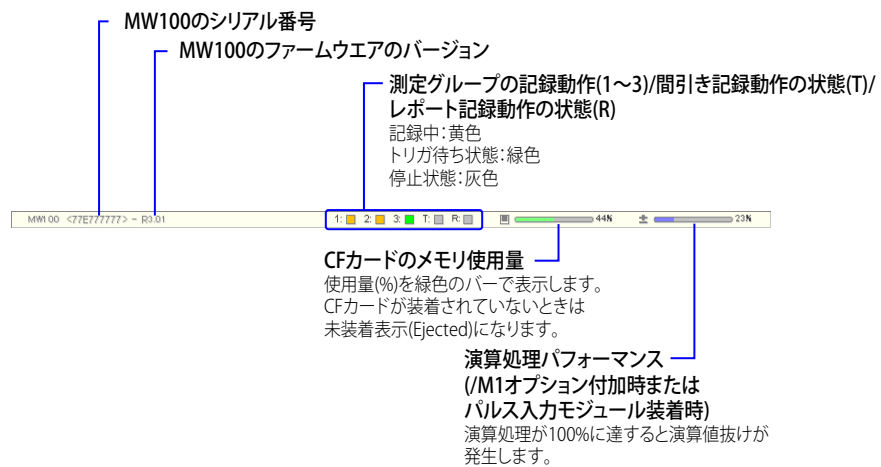 MW100のシリアル番号
MW100のファームウエアのバージョン
測定グループの記録動作(1～3)/間引き記録動作の状態(T)/
レポート記録動作の状態(R)
記録中：黄色
トリガ待ち状態：緑色
停止状態：灰色
MW100 <77E777777> - R3.01 1: 2: 3: T: R: 44% 23%
CFカードのメモリ使用量
使用量(%)を緑色のバーで表示します。
CFカードが装着されていないときは
未装着表示(Ejected)になります。
演算処理パフォーマンス
(/M1オプション付加時または
パルス入力モジュール装着時)
演算処理が100%に達すると演算値抜けが
発生します。